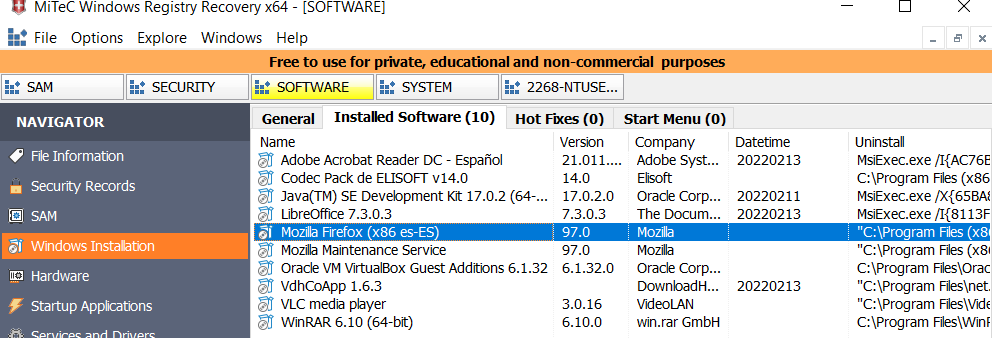 MiTeC Windows Registry Recovery x64 - [SOFTWARE]
File Options Explore Windows Help
Free to use for private, educational and non-commercial purposes
SAM SECURITY SOFTWARE SYSTEM 2268-NTUSE...
NAVIGATOR
File Information
Security Records
SAM
Windows Installation
Hardware
Startup Applications
Services and Drivers
General Installed Software (10) Hot Fixes (0) Start Menu (0)
Name Version Company Datetime Uninstall
Adobe Acrobat Reader DC - Español 21.011.... Adobe Syst... 20220213 MsiExec.exe /I{AC76B
Codec Pack de ELISOFT v14.0 14.0 Elisoft C:\Program Files (x86
Java(TM) SE Development Kit 17.0.2 (64-... 17.0.2.0 Oracle Corp... 20220211 MsiExec.exe /X{65BA8
LibreOffice 7.3.0.3 7.3.0.3 The Docum... 20220213 MsiExec.exe /I{8113F
Mozilla Firefox (x86 es-ES) 97.0 Mozilla "C:\Program Files (x8
Mozilla Maintenance Service 97.0 Mozilla "C:\Program Files (x8
Oracle VM VirtualBox Guest Additions 6.1.32 6.1.32.0 Oracle Corp... C:\Program Files\Orac
VdhCoApp 1.6.3 DownloadH... 20220213 "C:\Program Files\net.
VLC media player 3.0.16 VideoLAN "C:\Program Files\Vide
WinRAR 6.10 (64-bit) 6.10.0 win.rar GmbH C:\Program Files\WinF